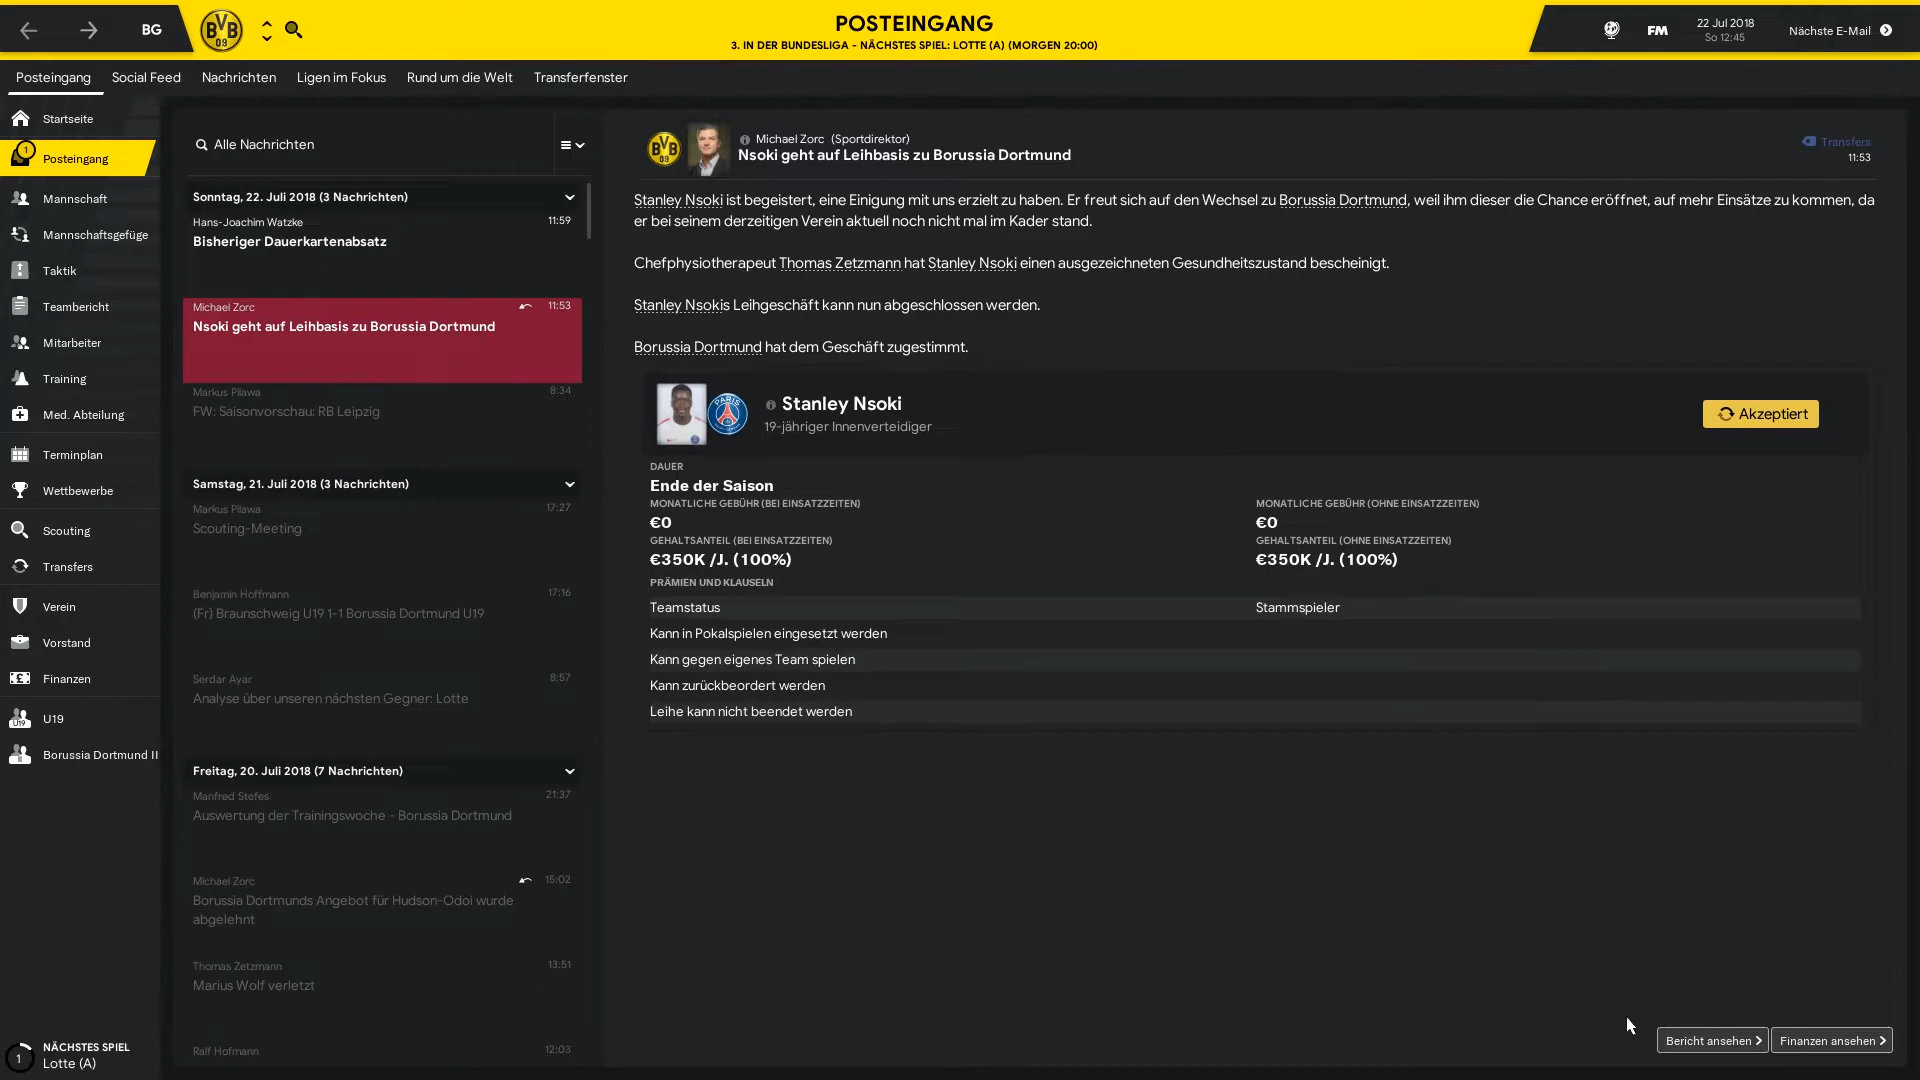 BG
POSTEINGANG
3. IN DER BUNDESLIGA - NÄCHSTES SPIEL: LOTTE (A) (MORGEN 20:00)
FM
22 Jul 2018
So 12:45
Nächste E-Mail
Posteingang
Social Feed
Nachrichten
Ligen im Fokus
Rund um die Welt
Transferfenster
Startseite
1
Posteingang
Mannschaft
Mannschaftsgefüge
Taktik
Teambericht
Mitarbeiter
Training
Med. Abteilung
Terminplan
Wettbewerbe
Scouting
Transfers
Verein
Vorstand
Finanzen
U19
Borussia Dortmund II
1
NÄCHSTES SPIEL
Lotte (A)
Alle Nachrichten
Sonntag, 22. Juli 2018 (3 Nachrichten)
Hans-Joachim Watzke 11:59
Bisheriger Dauerkartenabsatz
Michael Zorc 11:53
Nsoki geht auf Leihbasis zu Borussia Dortmund
Markus Pilawa 8:34
FW: Saisonvorschau: RB Leipzig
Samstag, 21. Juli 2018 (3 Nachrichten)
Markus Pilawa 17:27
Scouting-Meeting
Benjamin Hoffmann 17:16
(Fr) Braunschweig U19 1-1 Borussia Dortmund U19
Serdar Ayar 8:57
Analyse über unseren nächsten Gegner: Lotte
Freitag, 20. Juli 2018 (7 Nachrichten)
Manfred Stefes 21:37
Auswertung der Trainingswoche - Borussia Dortmund
Michael Zorc 15:02
Borussia Dortmunds Angebot für Hudson-Odoi wurde
abgelehnt
Thomas Zetzmann 13:51
Marius Wolf verletzt
Ralf Hofmann 12:03
Michael Zorc (Sportdirektor)
Nsoki geht auf Leihbasis zu Borussia Dortmund
Transfers
11:53
Stanley Nsoki ist begeistert, eine Einigung mit uns erzielt zu haben. Er freut sich auf den Wechsel zu Borussia Dortmund, weil ihm dieser die Chance eröffnet, auf mehr Einsätze zu kommen, da
er bei seinem derzeitigen Verein aktuell noch nicht mal im Kader stand.
Chefphysiotherapeut Thomas Zetzmann hat Stanley Nsoki einen ausgezeichneten Gesundheitszustand bescheinigt.
Stanley Nsokis Leihgeschäft kann nun abgeschlossen werden.
Borussia Dortmund hat dem Geschäft zugestimmt.
Stanley Nsoki
19-jähriger Innenverteidiger
Akzeptiert
DAUER
Ende der Saison
MONATLICHE GEBÜHR (BEI EINSATZZEITEN) MONATLICHE GEBÜHR (OHNE EINSATZZEITEN)
€0 €0
GEHALTSANTEIL (BEI EINSATZZEITEN) GEHALTSANTEIL (OHNE EINSATZZEITEN)
€350K /J. (100%) €350K /J. (100%)
PRÄMIEN UND KLAUSELN
Teamstatus Stammspieler
Kann in Pokalspielen eingesetzt werden
Kann gegen eigenes Team spielen
Kann zurückbeordert werden
Leihe kann nicht beendet werden
Bericht ansehen
Finanzen ansehen